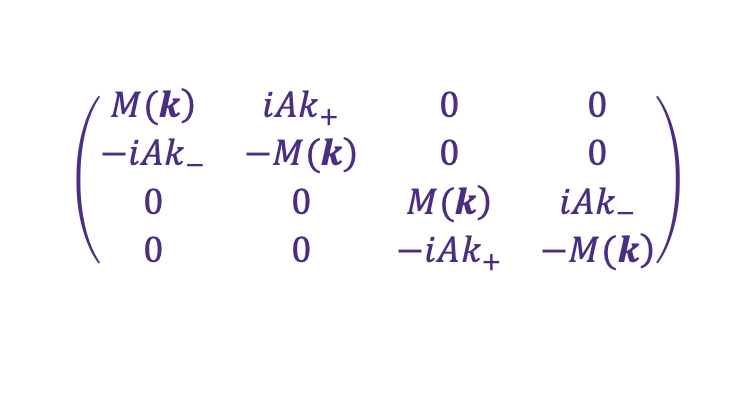 M(k) iAk₊ 0 0
−iAk₋ −M(k) 0 0
0 0 M(k) iAk₋
0 0 −iAk₊ −M(k)